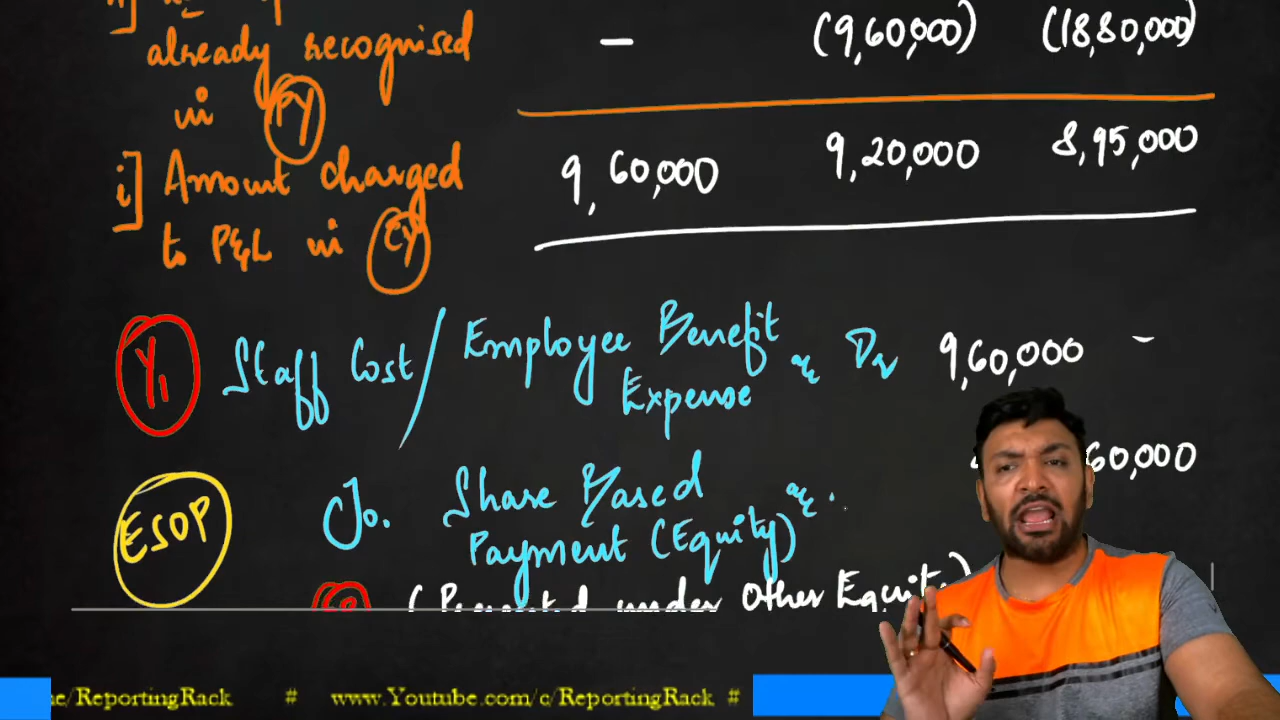 already recognised
in PY
— (9,60,000) (18,80,000)
i] Amount charged
to P&L in CY
9,60,000 9,20,000 8,95,000
Y1 Staff Cost / Employee Benefit
Expense a/c Dr 9,60,000 -
ESOP To. Share Based
Payment (Equity) a/c . 60,000
under Other Equity)
/ReportingRack # www.Youtube.com/c/ReportingRack #